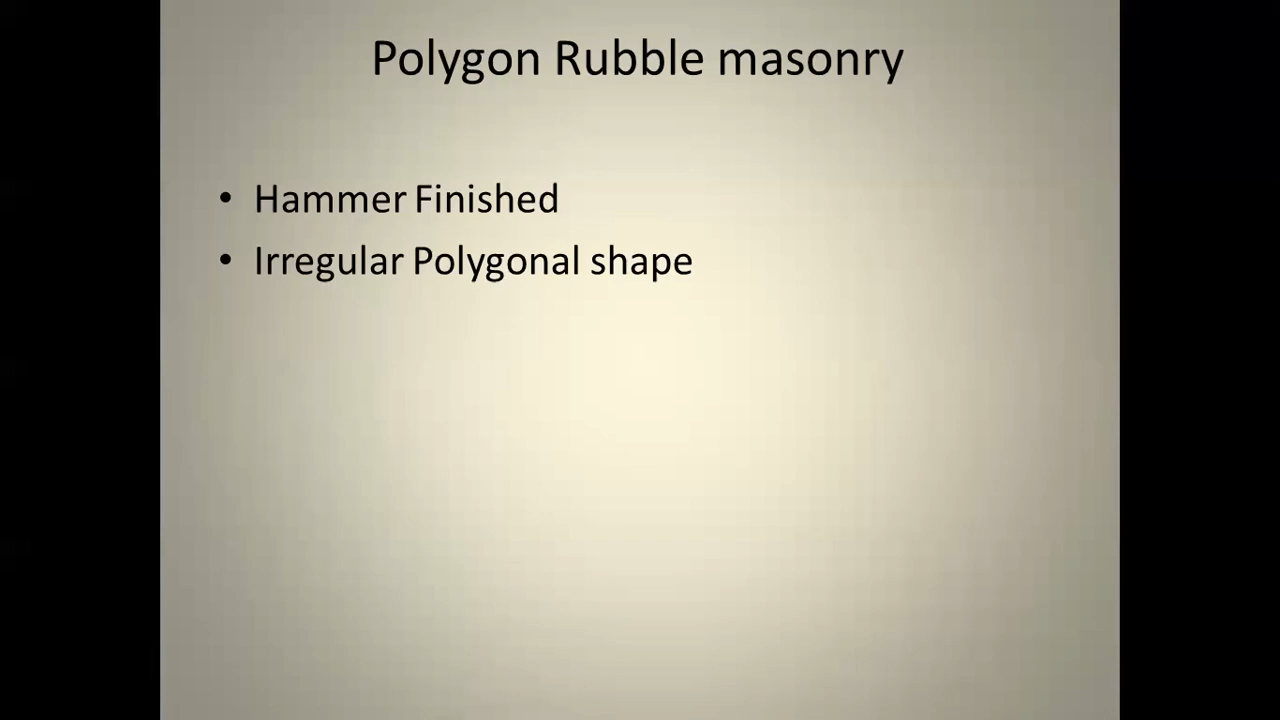 Polygon Rubble masonry
• Hammer Finished
• Irregular Polygonal shape